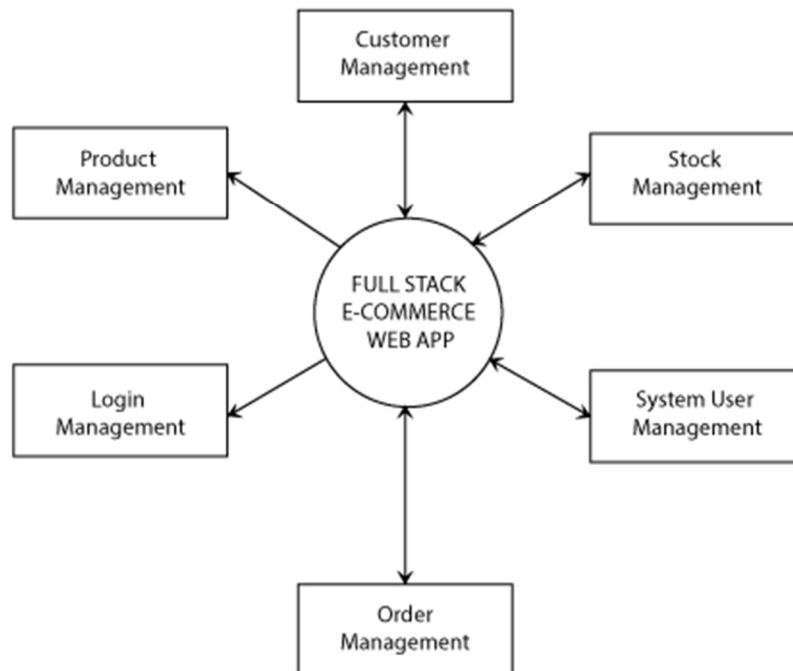 Customer
Management
Product
Management
Stock
Management
FULL STACK
E-COMMERCE
WEB APP
Login
Management
System User
Management
Order
Management